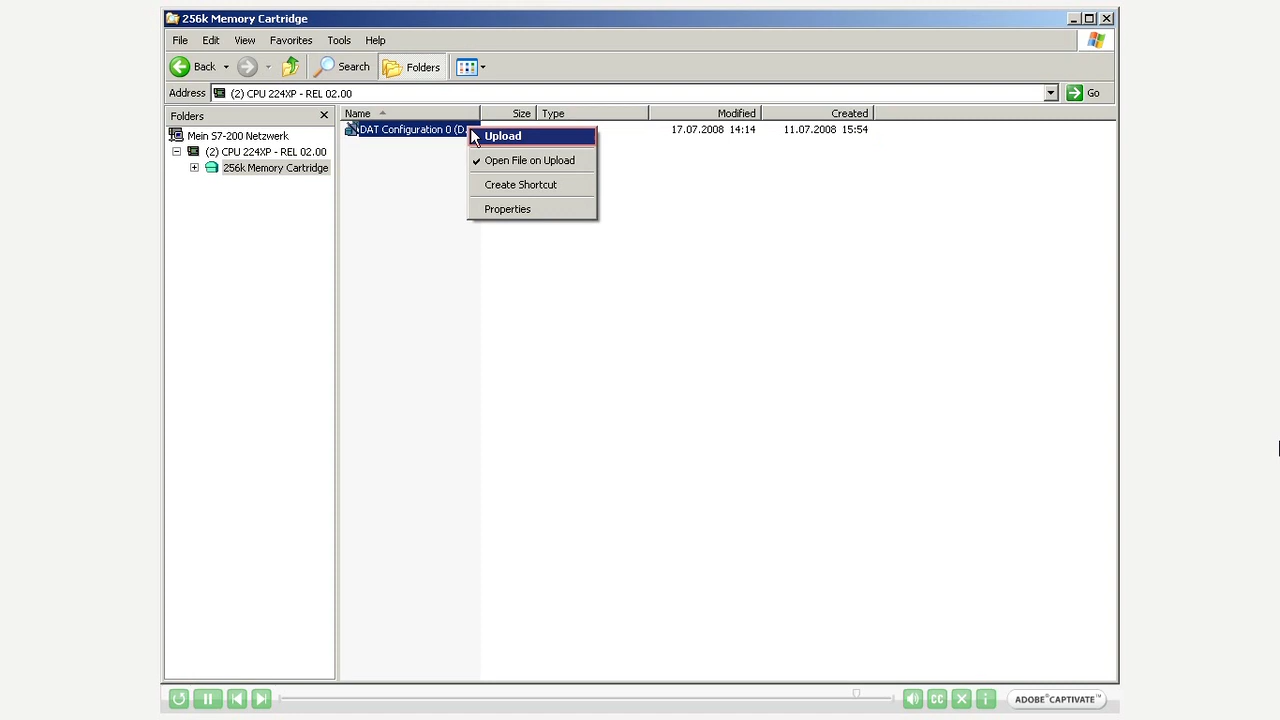 256k Memory Cartridge
File Edit View Favorites Tools Help
Back Search Folders
Address (2) CPU 224XP - REL 02.00 Go
Folders
Name Size Type Modified Created
Mein S7-200 Netzwerk
(2) CPU 224XP - REL 02.00
256k Memory Cartridge
DAT Configuration 0 (D... 17.07.2008 14:14 11.07.2008 15:54
Upload
Open File on Upload
Create Shortcut
Properties
CC
ADOBE® CAPTIVATE™